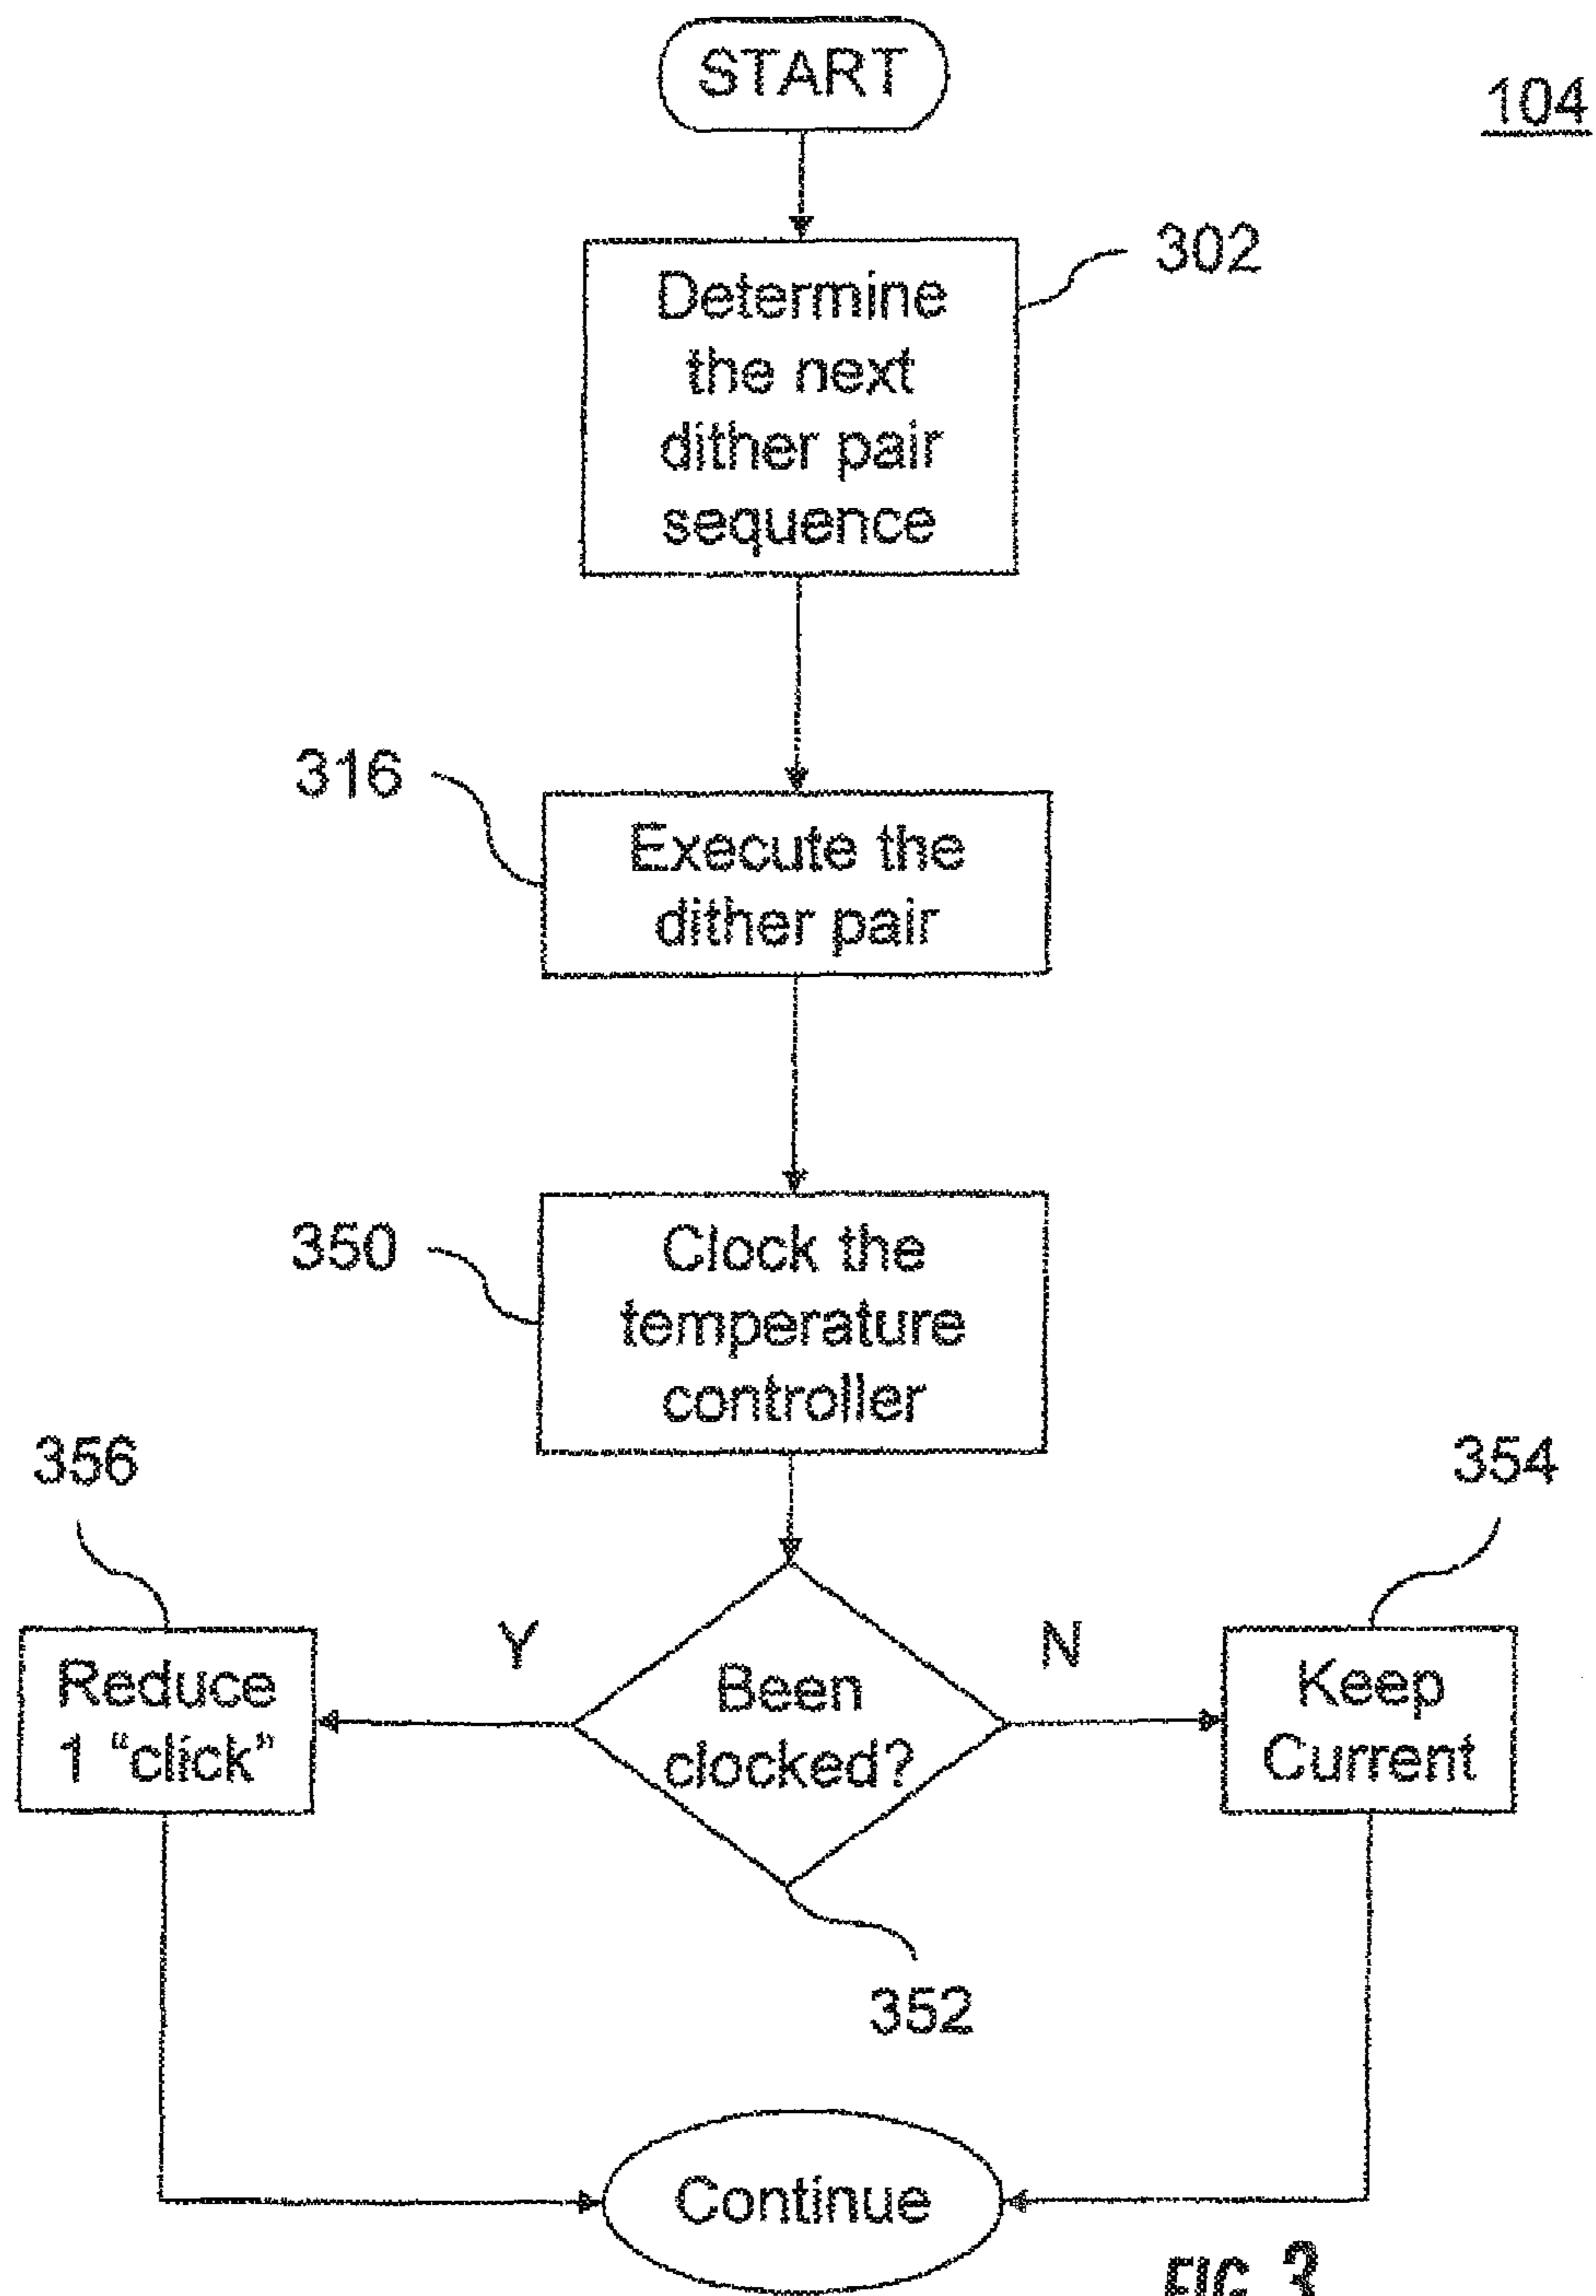 START
104
302
Determine
the next
dither pair
sequence
316
Execute the
dither pair
350
Clock the
temperature
controller
356
354
Y
N
Reduce
1 “click”
Been
clocked?
Keep
Current
352
Continue
FIG. 3